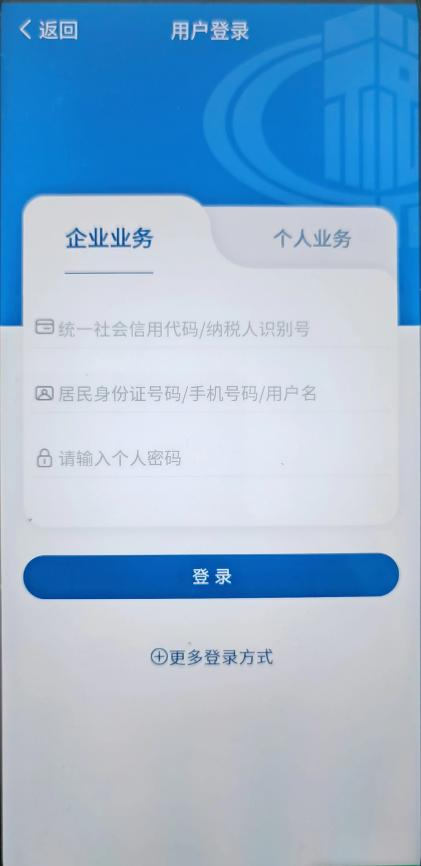 返回
用户登录
企业业务
个人业务
统一社会信用代码/纳税人识别号
居民身份证号码/手机号码/用户名
请输入个人密码
登录
更多登录方式